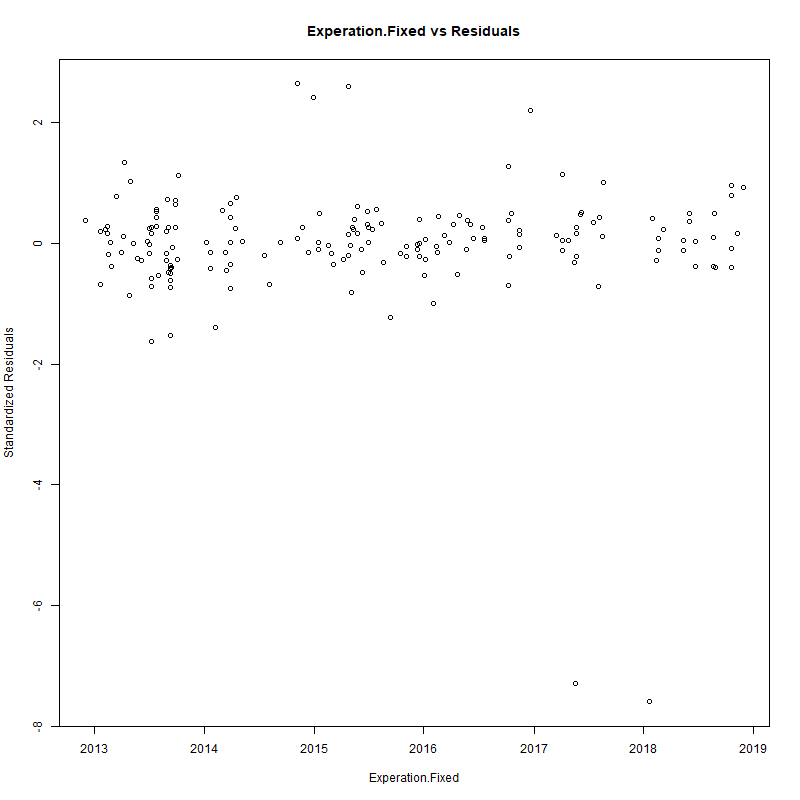 Experation.Fixed vs Residuals
Standardized Residuals
2
0
-2
-4
-6
-8
2013 2014 2015 2016 2017 2018 2019
Experation.Fixed